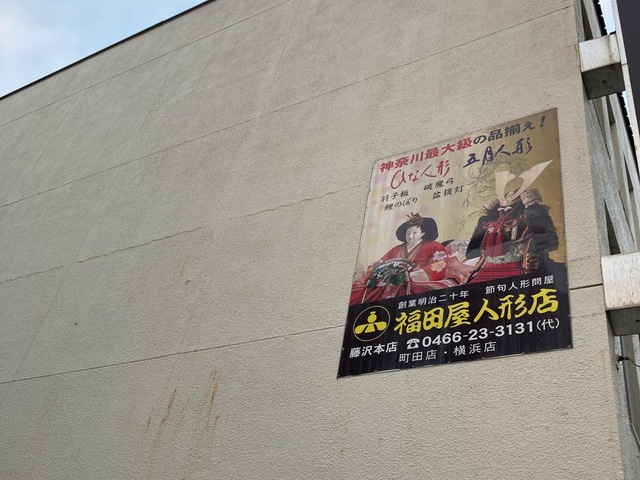 神奈川最大級の品揃え!
ひな人形 五月人形
羽子板 破魔弓
鯉のぼり 盆提灯
創業明治二十年 節句人形問屋
福田屋人形店
藤沢本店 ☎0466-23-3131(代)
町田店・横浜店